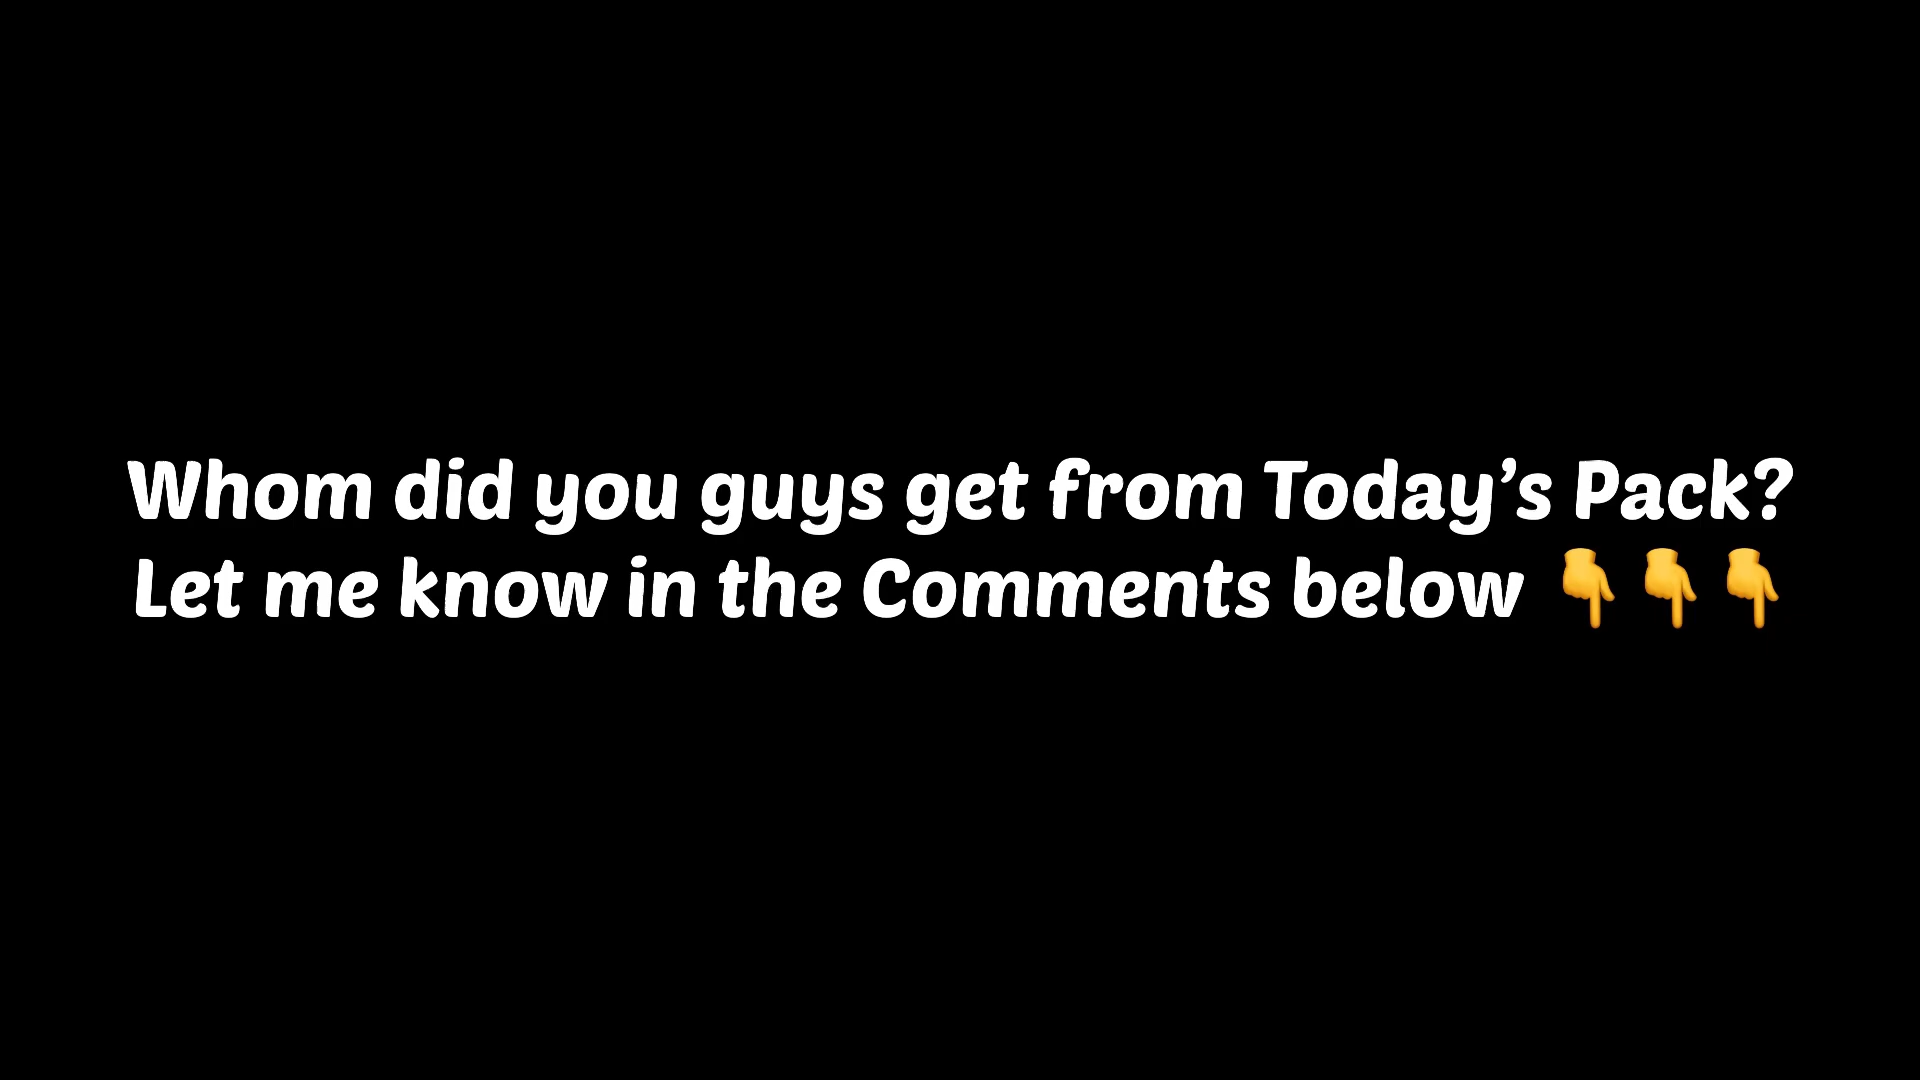 Whom did you guys get from Today’s Pack?
Let me know in the Comments below 👇👇👇